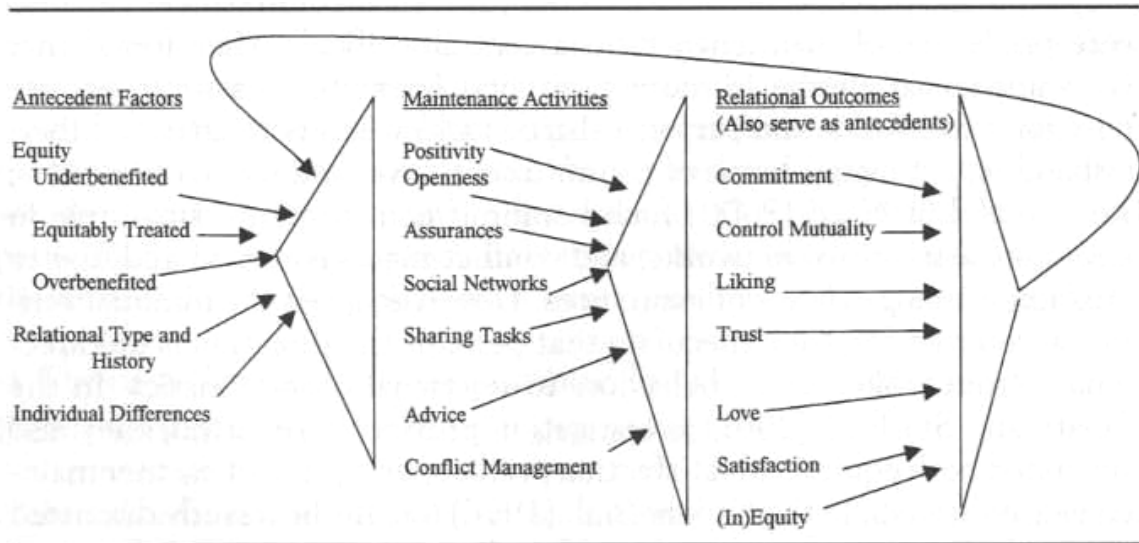 Antecedent Factors
Equity
Underbenefited
Equitably Treated
Overbenefited
Relational Type and
History
Individual Differences
Maintenance Activities
Positivity
Openness
Assurances
Social Networks
Sharing Tasks
Advice
Conflict Management
Relational Outcomes
(Also serve as antecedents)
Commitment
Control Mutuality
Liking
Trust
Love
Satisfaction
(In)Equity